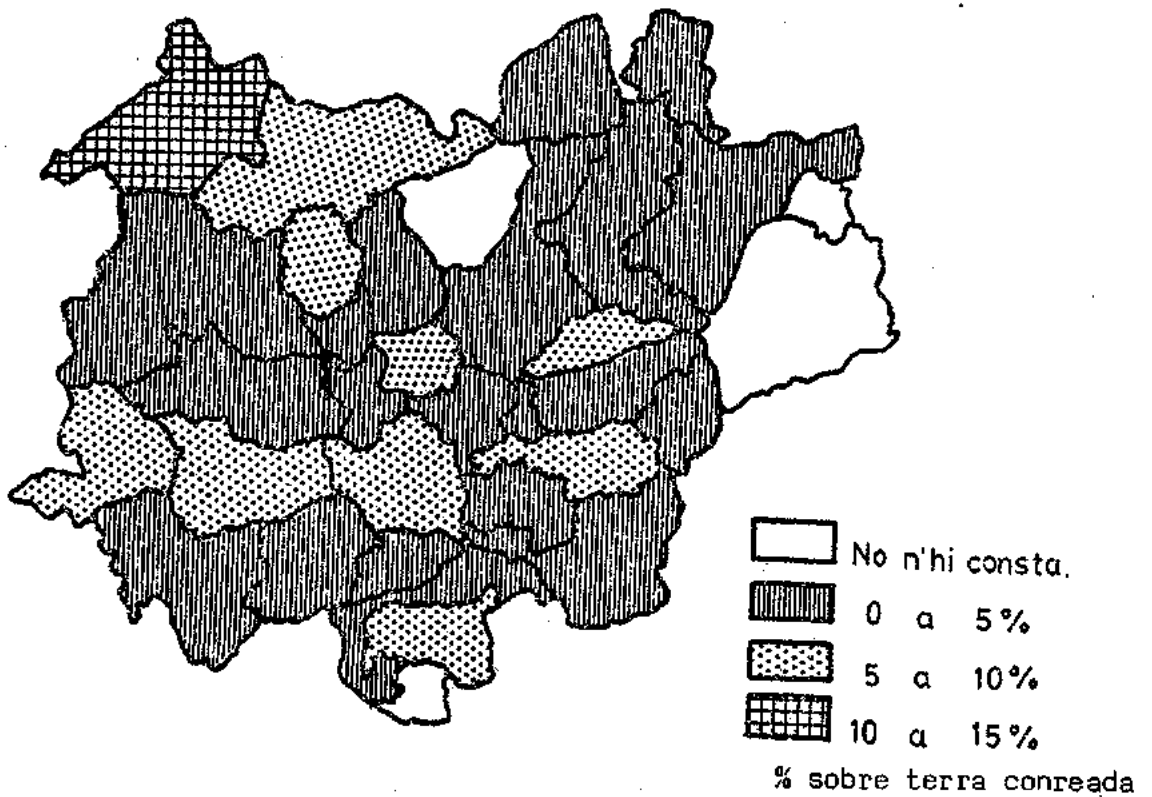 No n'hi consta.
0 a 5%
5 a 10%
10 a 15%
% sobre terra conreada